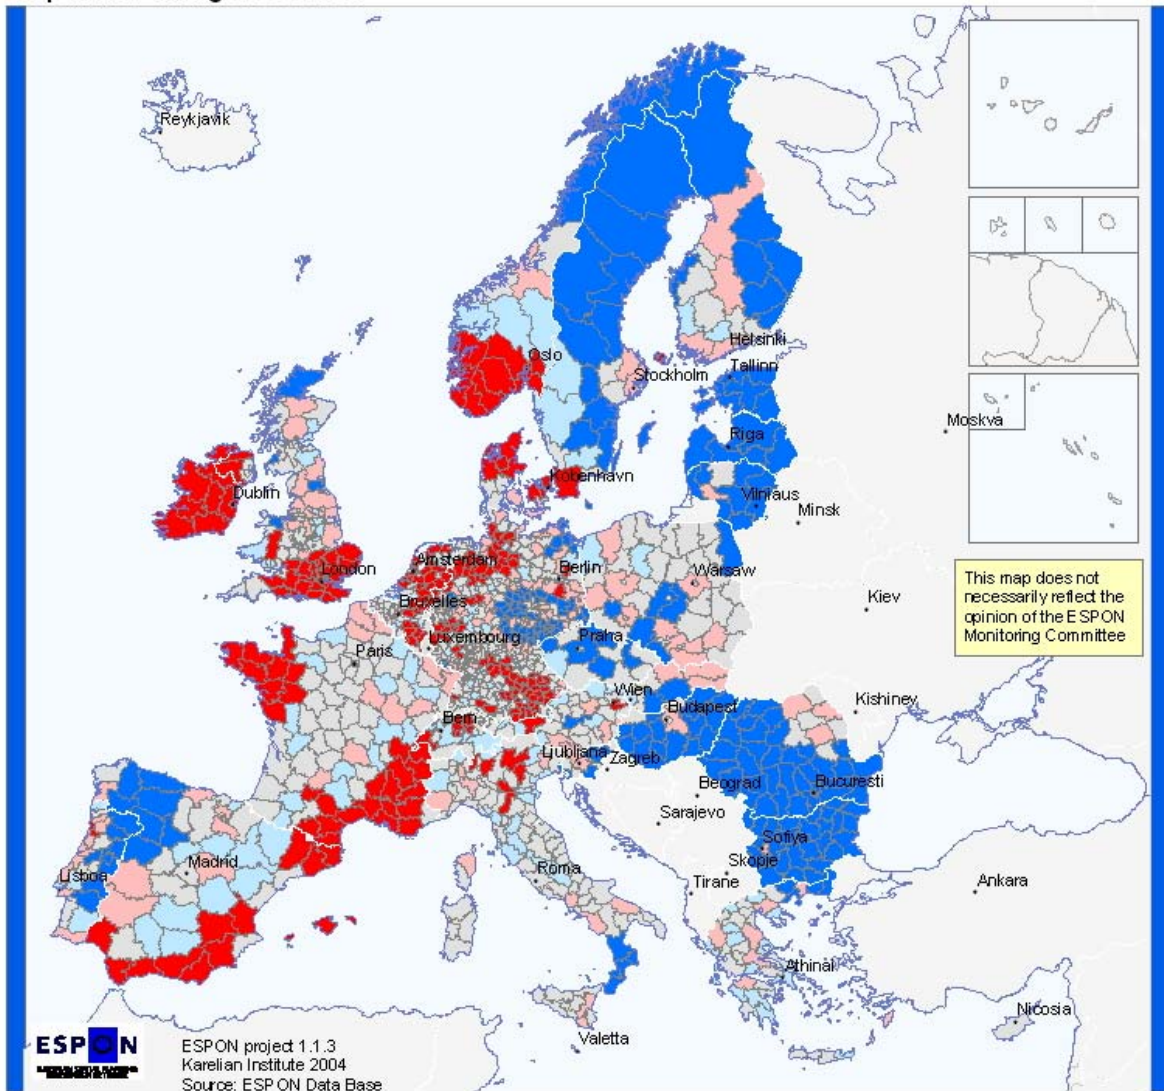 Reykjavik
Oslo
Helsinki
Stockholm
Tallinn
Moskva
Riga
København
Dublin
Vilniaus
Minsk
London
Amsterdam
Berlin
Warsaw
This map does not
necessarily reflect the
opinion of the ESPON
Monitoring Committee
Bruxelles
Kiev
Luxembourg
Praha
Paris
Wien
Kishinev
Bern
Budapest
Ljubljana
Zagreb
Beograd
Bucuresti
Sarajevo
Sofiya
Madrid
Roma
Skopje
Lisboa
Tirane
Ankara
Athinai
Nicosia
Valetta
ESPON
ESPON project 1.1.3
Karelian Institute 2004
Source: ESPON Data Base